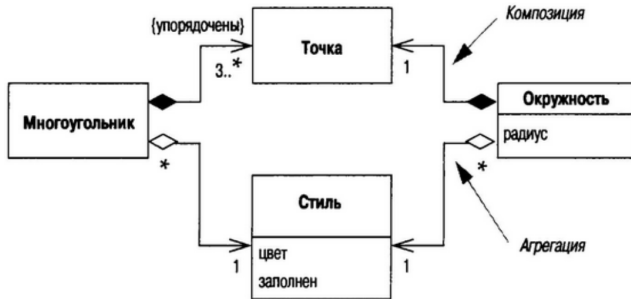 {упорядочены}
Точка
Композиция
3..*
1
Многоугольник
Окружность
радиус
*
*
Стиль
цвет
заполнен
1
1
Агрегация